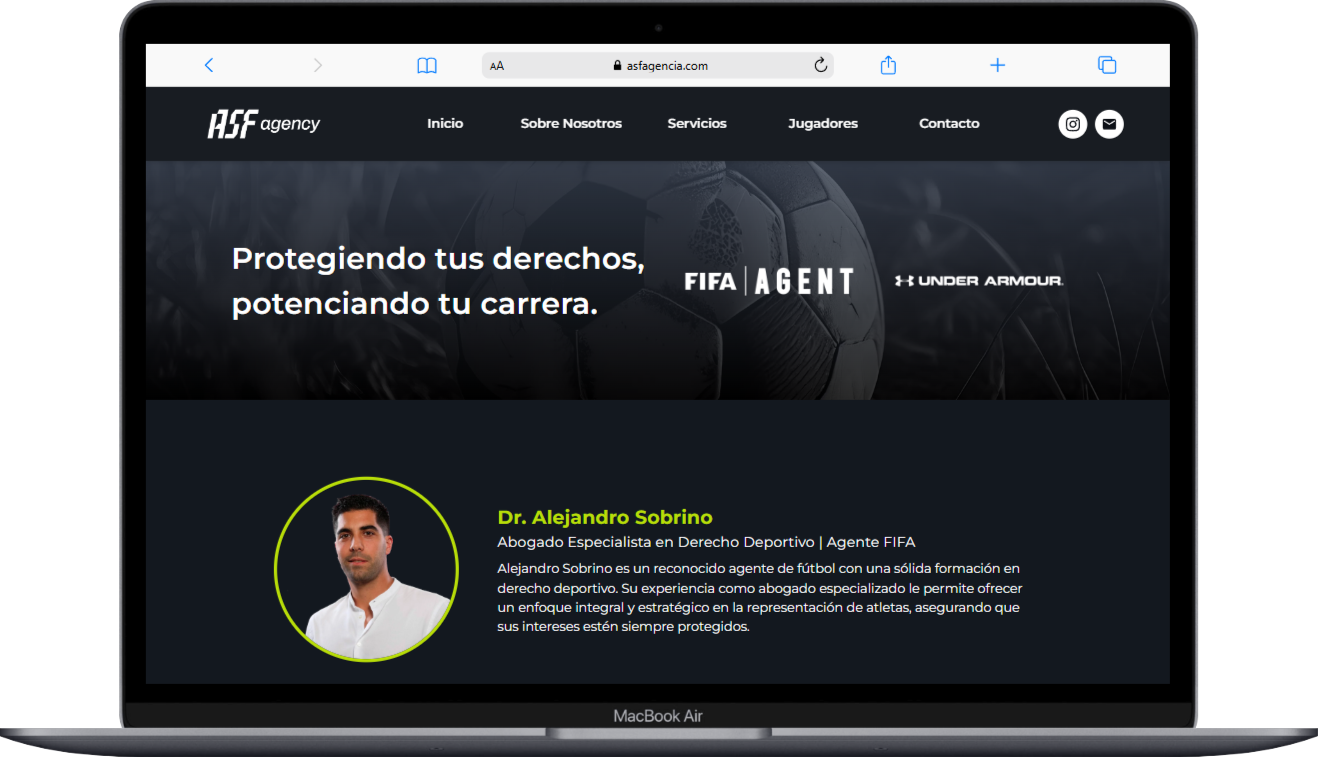 AA
asfagencia.com
ASF agency
Inicio
Sobre Nosotros
Servicios
Jugadores
Contacto
Protegiendo tus derechos,
potenciando tu carrera.
FIFA | AGENT
UNDER ARMOUR
Dr. Alejandro Sobrino
Abogado Especialista en Derecho Deportivo | Agente FIFA
Alejandro Sobrino es un reconocido agente de fútbol con una sólida formación en
derecho deportivo. Su experiencia como abogado especializado le permite ofrecer
un enfoque integral y estratégico en la representación de atletas, asegurando que
sus intereses estén siempre protegidos.
MacBook Air